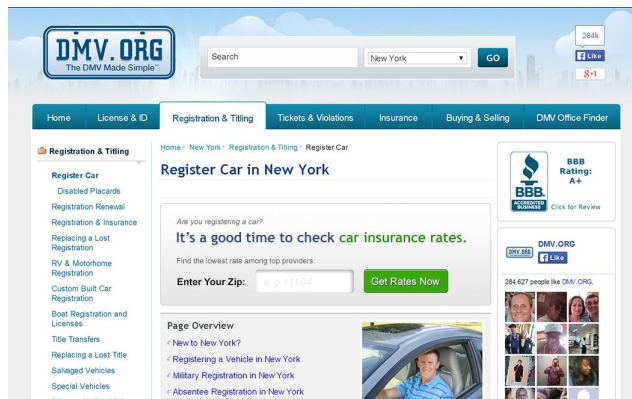 DMV.ORG
The DMV Made Simple
Search
New York
GO
284k
Like
g+1
Home
License & ID
Registration & Titling
Tickets & Violations
Insurance
Buying & Selling
DMV Office Finder
Registration & Titling
Register Car
Disabled Placards
Registration Renewal
Registration & Insurance
Replacing a Lost
Registration
RV & Motorhome
Registration
Custom Built Car
Registration
Boat Registration and
Licenses
Title Transfers
Replacing a Lost Title
Salvaged Vehicles
Special Vehicles
Home › New York › Registration & Titling › Register Car
Register Car in New York
Are you registering a car?
It's a good time to check car insurance rates.
Find the lowest rate among top providers:
Enter Your Zip:
e.g.11104
Get Rates Now
Page Overview
New to New York?
Registering a Vehicle in New York
Military Registration in New York
Absentee Registration in New York
BBB.
ACCREDITED
BUSINESS
BBB
Rating:
A+
Click for Review
DMV.ORG
DMV.ORG
Like
284,627 people like DMV.ORG.